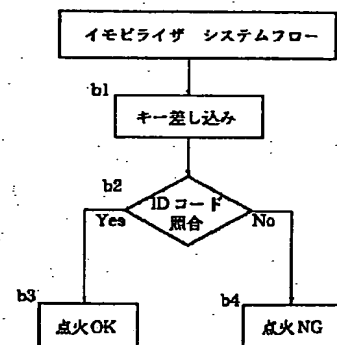 イモビライザ システムフロー
b1
キー差し込み
b2
IDコード
照合
Yes
No
b3
点火OK
b4
点火NG